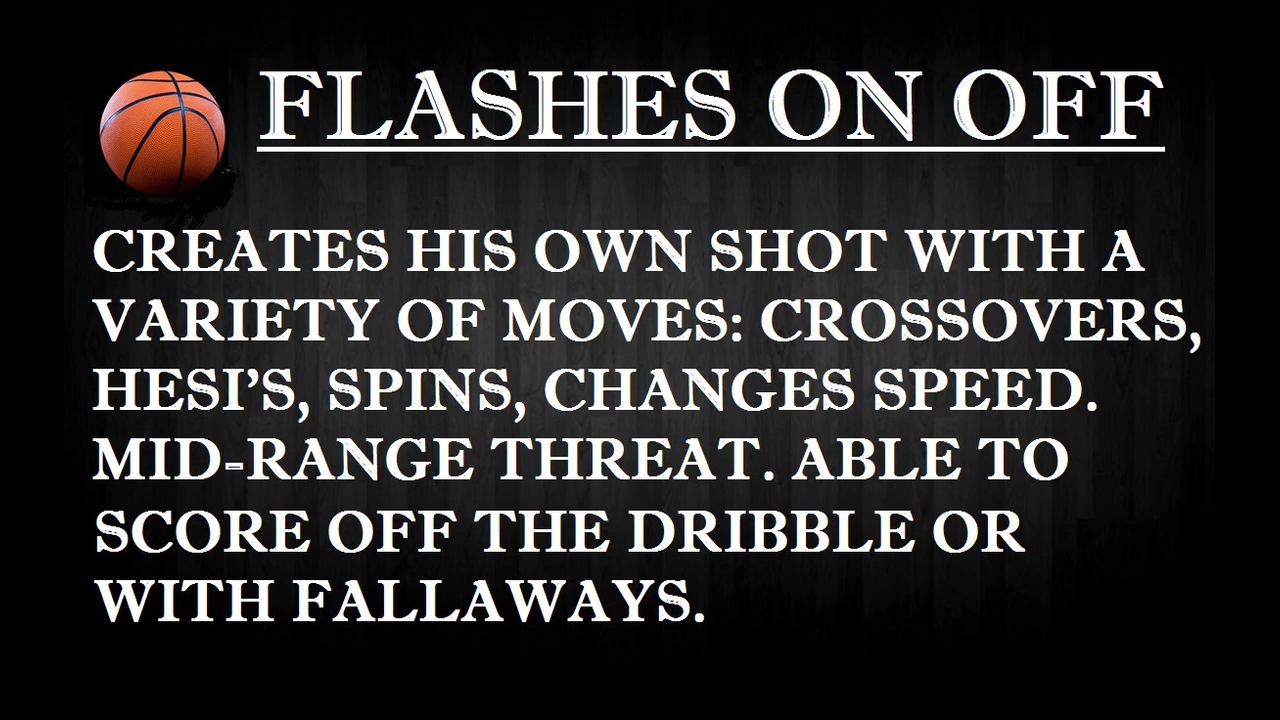 FLASHES ON OFF
CREATES HIS OWN SHOT WITH A
VARIETY OF MOVES: CROSSOVERS,
HESI’S, SPINS, CHANGES SPEED.
MID-RANGE THREAT. ABLE TO
SCORE OFF THE DRIBBLE OR
WITH FALLAWAYS.